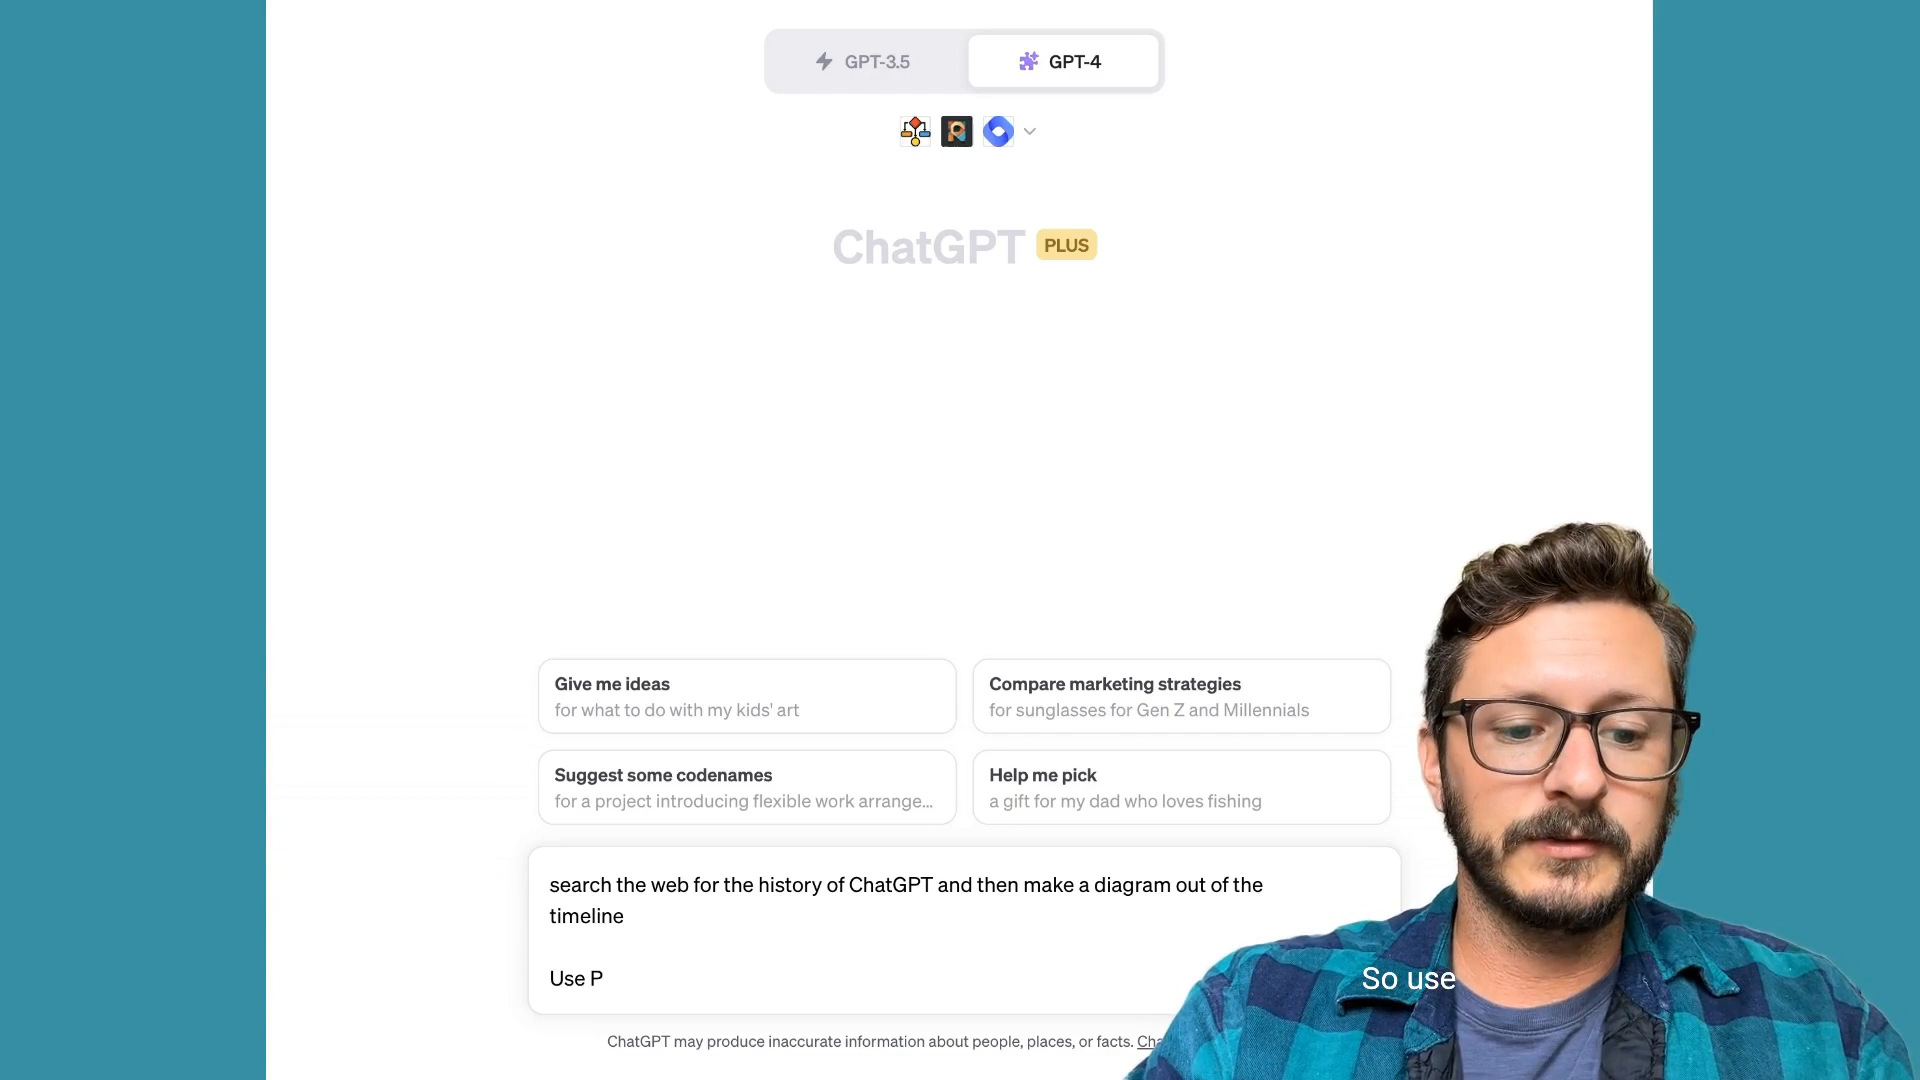 GPT-3.5
GPT-4
ChatGPT PLUS
Give me ideas
for what to do with my kids' art
Compare marketing strategies
for sunglasses for Gen Z and Millennials
Suggest some codenames
for a project introducing flexible work arrange...
Help me pick
a gift for my dad who loves fishing
search the web for the history of ChatGPT and then make a diagram out of the
timeline
Use P
So use
ChatGPT may produce inaccurate information about people, places, or facts. Cha